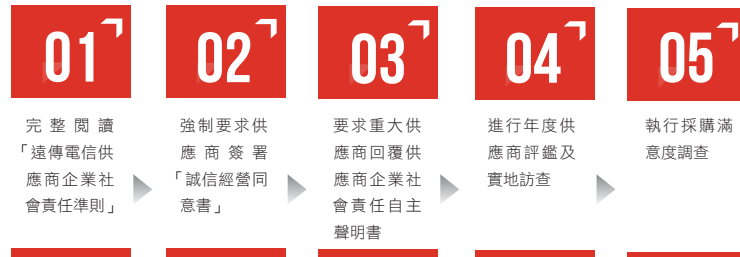 01
完整閱讀
「遠傳電信供
應商企業社
會責任準則」
02
強制要求供
應商簽署
「誠信經營同
意書」
03
要求重大供
應商回覆供
應商企業社
會責任自主
聲明書
04
進行年度供
應商評鑑及
實地訪查
05
執行採購滿
意度調查